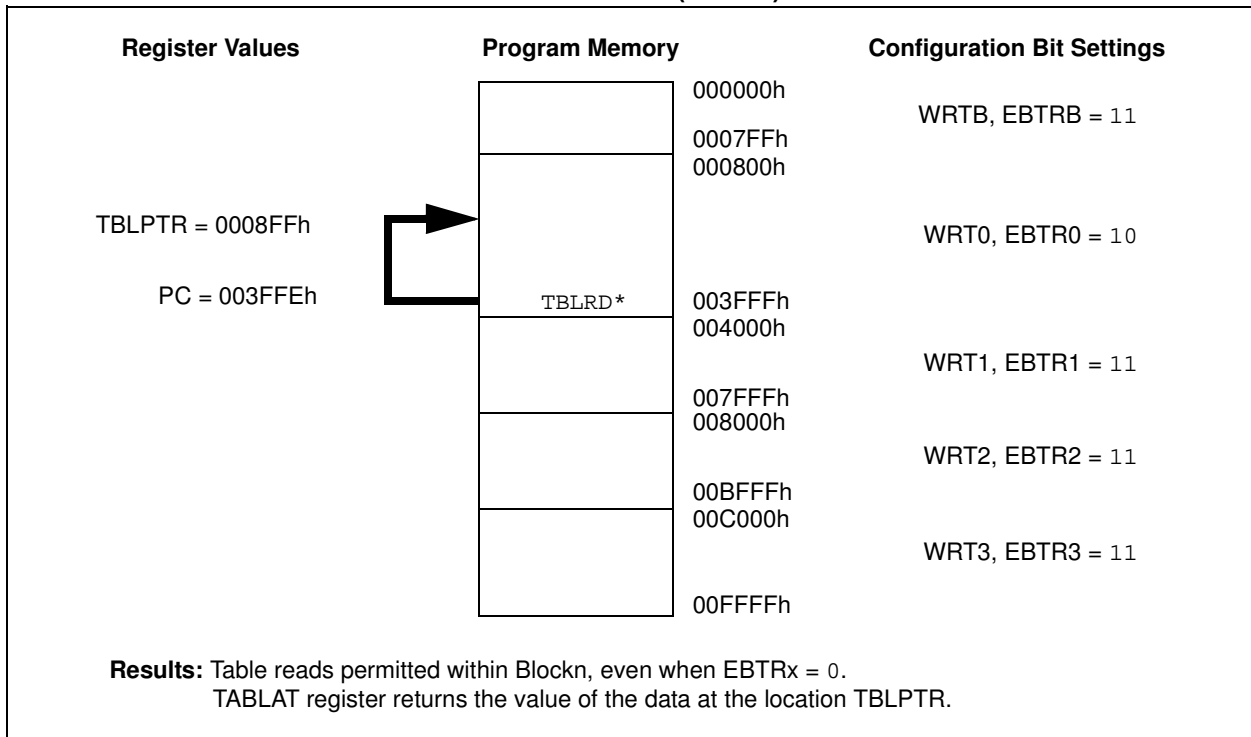 Register Values Program Memory Configuration Bit Settings
000000h
WRTB, EBTRB = 11
0007FFh
000800h
TBLPTR = 0008FFh
WRT0, EBTR0 = 10
PC = 003FFEh
TBLRD*
003FFFh
004000h
WRT1, EBTR1 = 11
007FFFh
008000h
WRT2, EBTR2 = 11
00BFFFh
00C000h
WRT3, EBTR3 = 11
00FFFFh
Results: Table reads permitted within Blockn, even when EBTRx = 0.
TABLAT register returns the value of the data at the location TBLPTR.